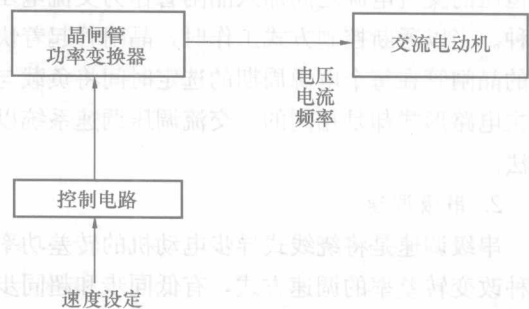 晶闸管
功率变换器
交流电动机
电压
电流
频率
控制电路
速度设定